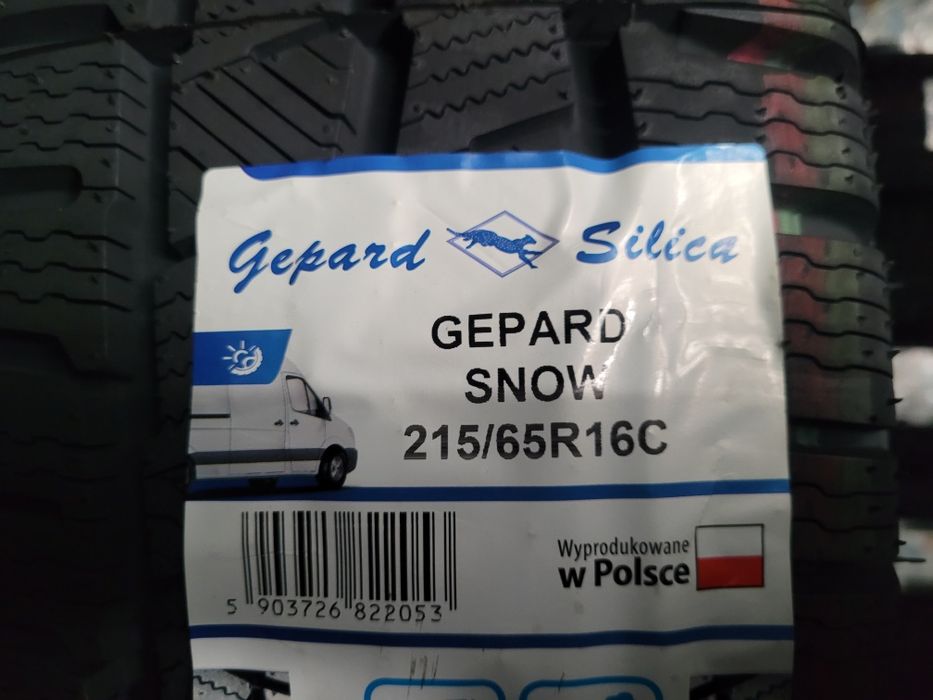 Gepard Silica
GEPARD
SNOW
215/65R16C
Wyprodukowane
w Polsce
5 903726 822053